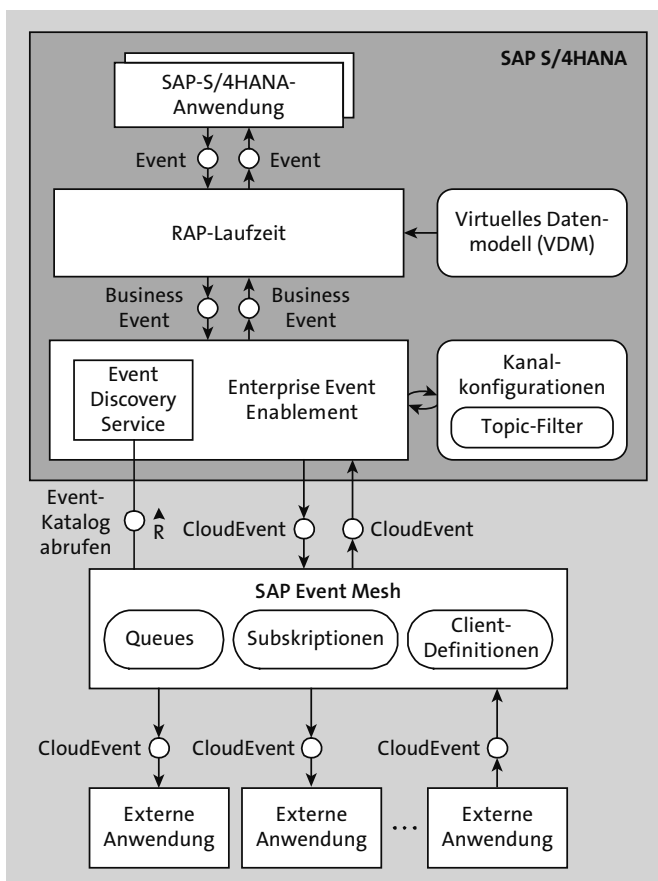 SAP S/4HANA
SAP-S/4HANA-
Anwendung
Event
Event
RAP-Laufzeit
Virtuelles Daten-
modell (VDM)
Business
Event
Business
Event
Event
Discovery
Service
Enterprise Event
Enablement
Kanal-
konfigurationen
Topic-Filter
Event-
Katalog
abrufen
R
CloudEvent
CloudEvent
SAP Event Mesh
Queues
Subskriptionen
Client-
Definitionen
CloudEvent
CloudEvent
CloudEvent
Externe
Anwendung
Externe
Anwendung
...
Externe
Anwendung